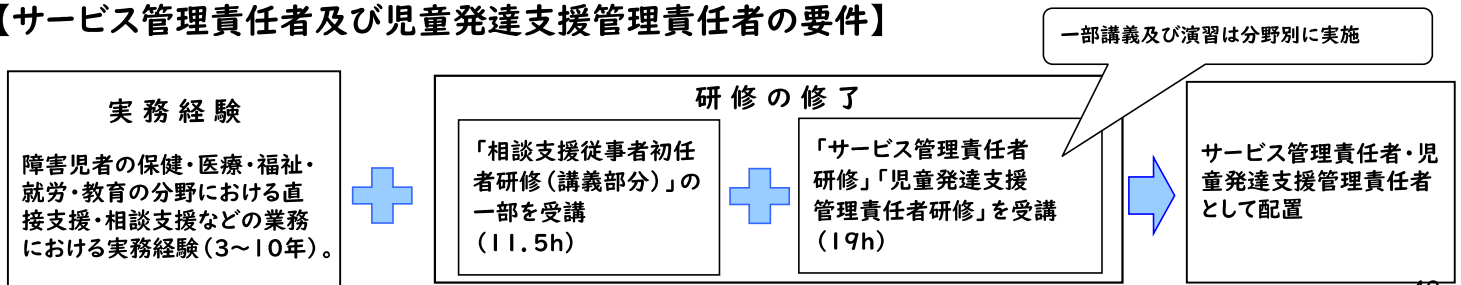 【サービス管理責任者及び児童発達支援管理責任者の要件】
一部講義及び演習は分野別に実施
実務経験
障害児者の保健・医療・福祉・
就労・教育の分野における直
接支援・相談支援などの業務
における実務経験(3～10年)。
研修の修了
「相談支援従事者初任
者研修(講義部分)」の
一部を受講
(11.5h)
「サービス管理責任者
研修」「児童発達支援
管理責任者研修」を受講
(19h)
サービス管理責任者・児
童発達支援管理責任者
として配置